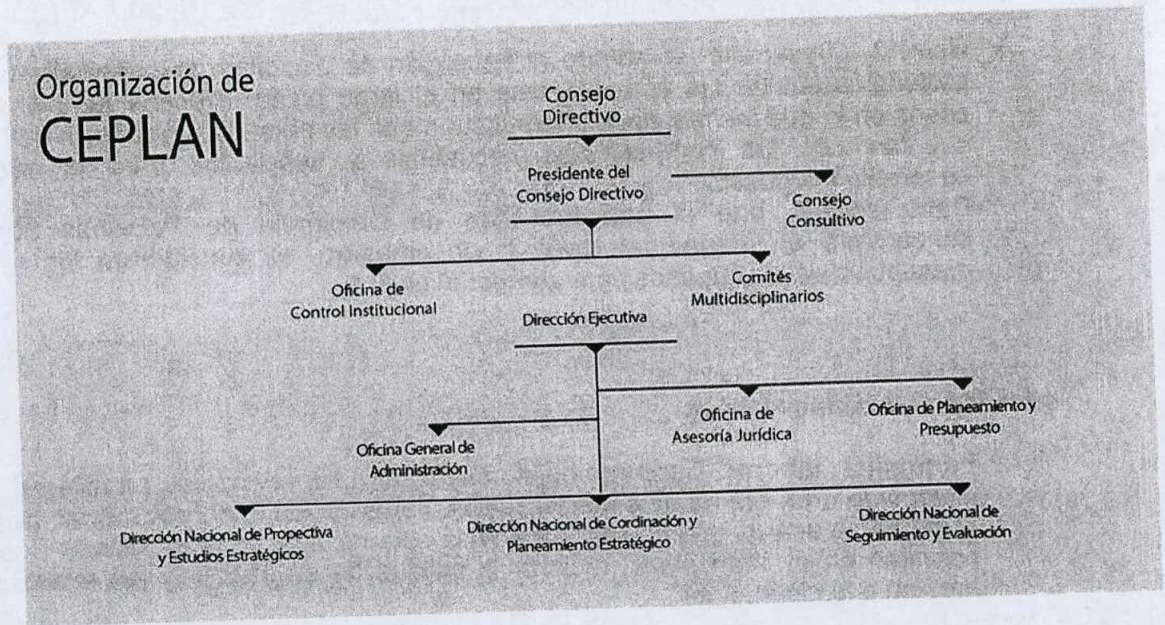 Organización de
CEPLAN
Consejo
Directivo
Presidente del
Consejo Directivo
Consejo
Consultivo
Oficina de
Control Institucional
Comités
Multidisciplinarios
Dirección Ejecutiva
Oficina General de
Administración
Oficina de
Asesoría Jurídica
Oficina de Planeamiento y
Presupuesto
Dirección Nacional de Propectiva
y Estudios Estratégicos
Dirección Nacional de Cordinación y
Planeamiento Estratégico
Dirección Nacional de
Seguimiento y Evaluación